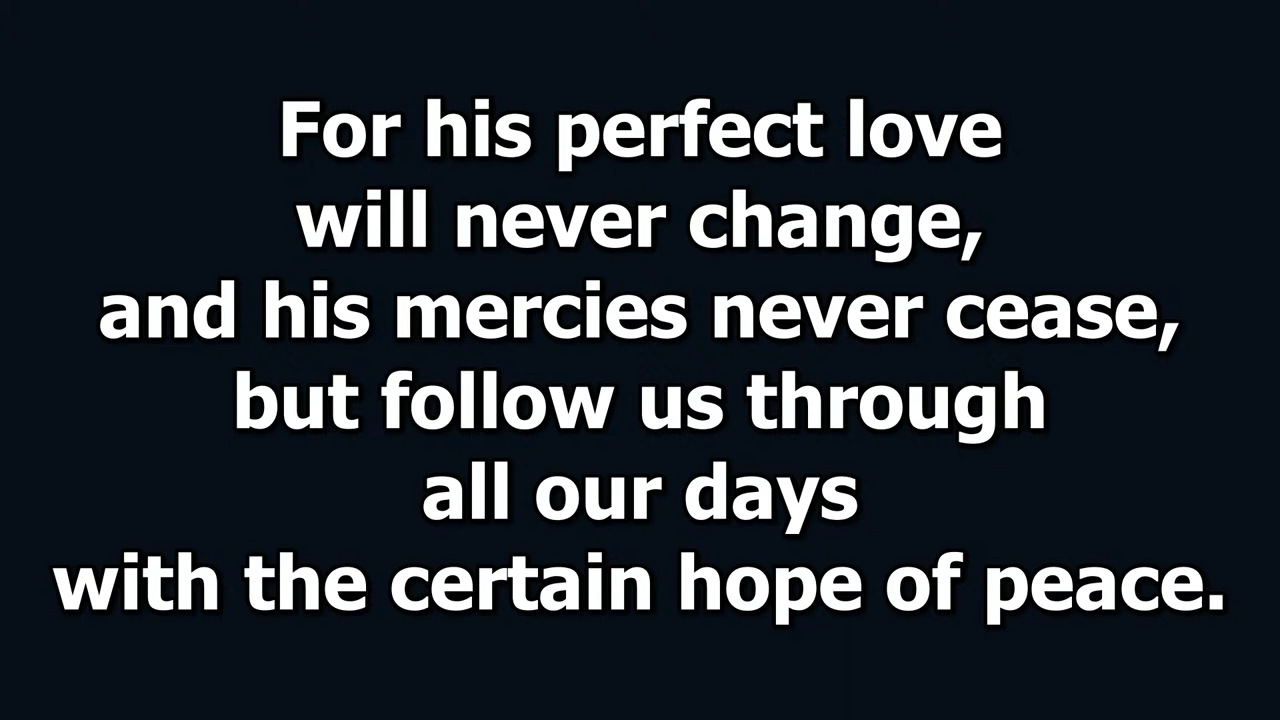 For his perfect love
will never change,
and his mercies never cease,
but follow us through
all our days
with the certain hope of peace.